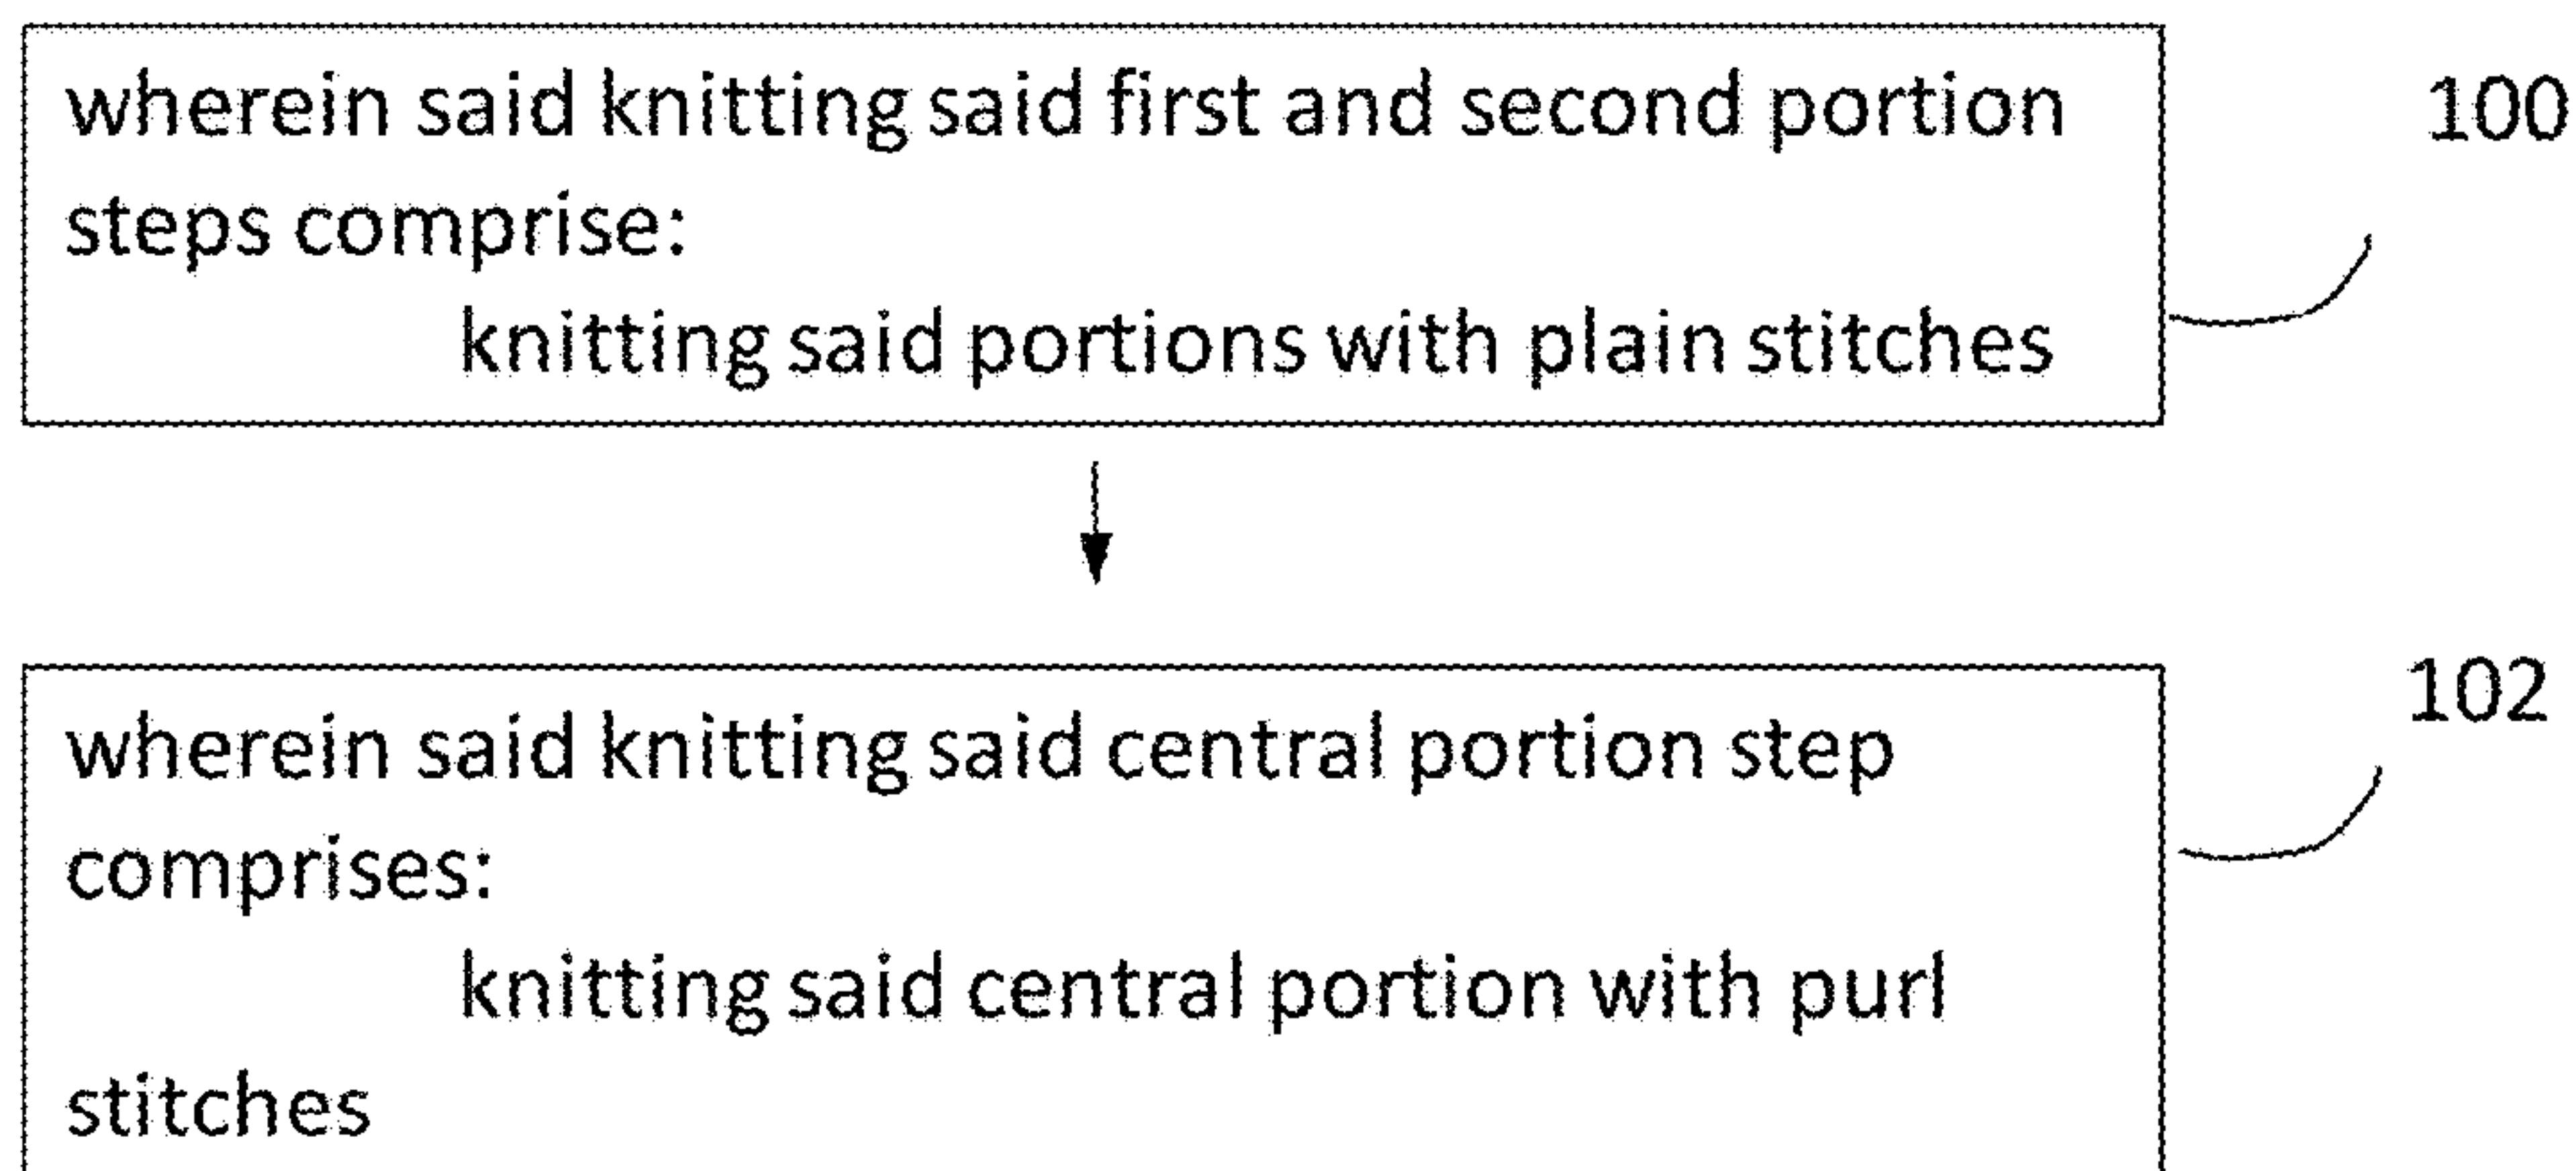 wherein said knitting said first and second portion
100
steps comprise:
knitting said portions with plain stitches
102
wherein said knitting said central portion step
comprises:
knitting said central portion with purl
stitches